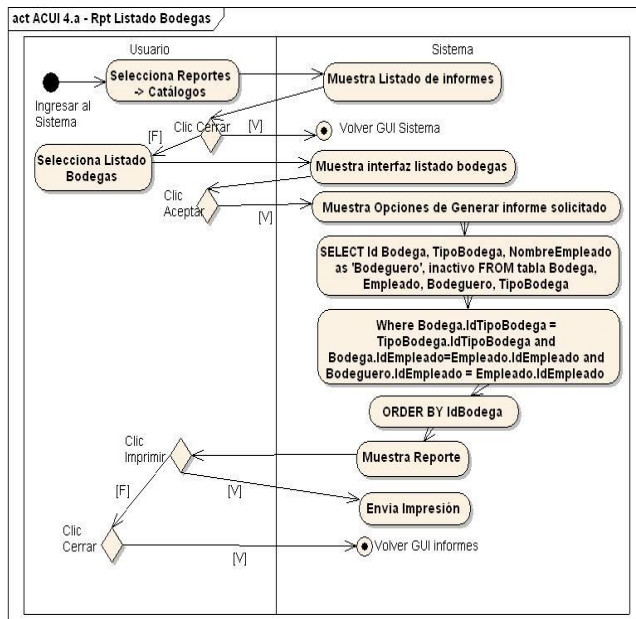 act ACUI 4.a - Rpt Listado Bodegas
Usuario
Sistema
Ingresar al
Sistema
Selecciona Reportes
-> Catálogos
Muestra Listado de informes
Clic Cerrar
[V]
Volver GUI Sistema
[F]
Selecciona Listado
Bodegas
Muestra interfaz listado bodegas
Clic
Aceptar
[V]
Muestra Opciones de Generar informe solicitado
SELECT Id Bodega, TipoBodega, NombreEmpleado
as 'Bodeguero', inactivo FROM tabla Bodega,
Empleado, Bodeguero, TipoBodega
Where Bodega.IdTipoBodega =
TipoBodega.IdTipoBodega and
Bodega.IdEmpleado=Empleado.IdEmpleado and
Bodeguero.IdEmpleado = Empleado.IdEmpleado
ORDER BY IdBodega
Muestra Reporte
Clic
Imprimir
[F]
[V]
Envia Impresión
Clic
Cerrar
[V]
Volver GUI informes